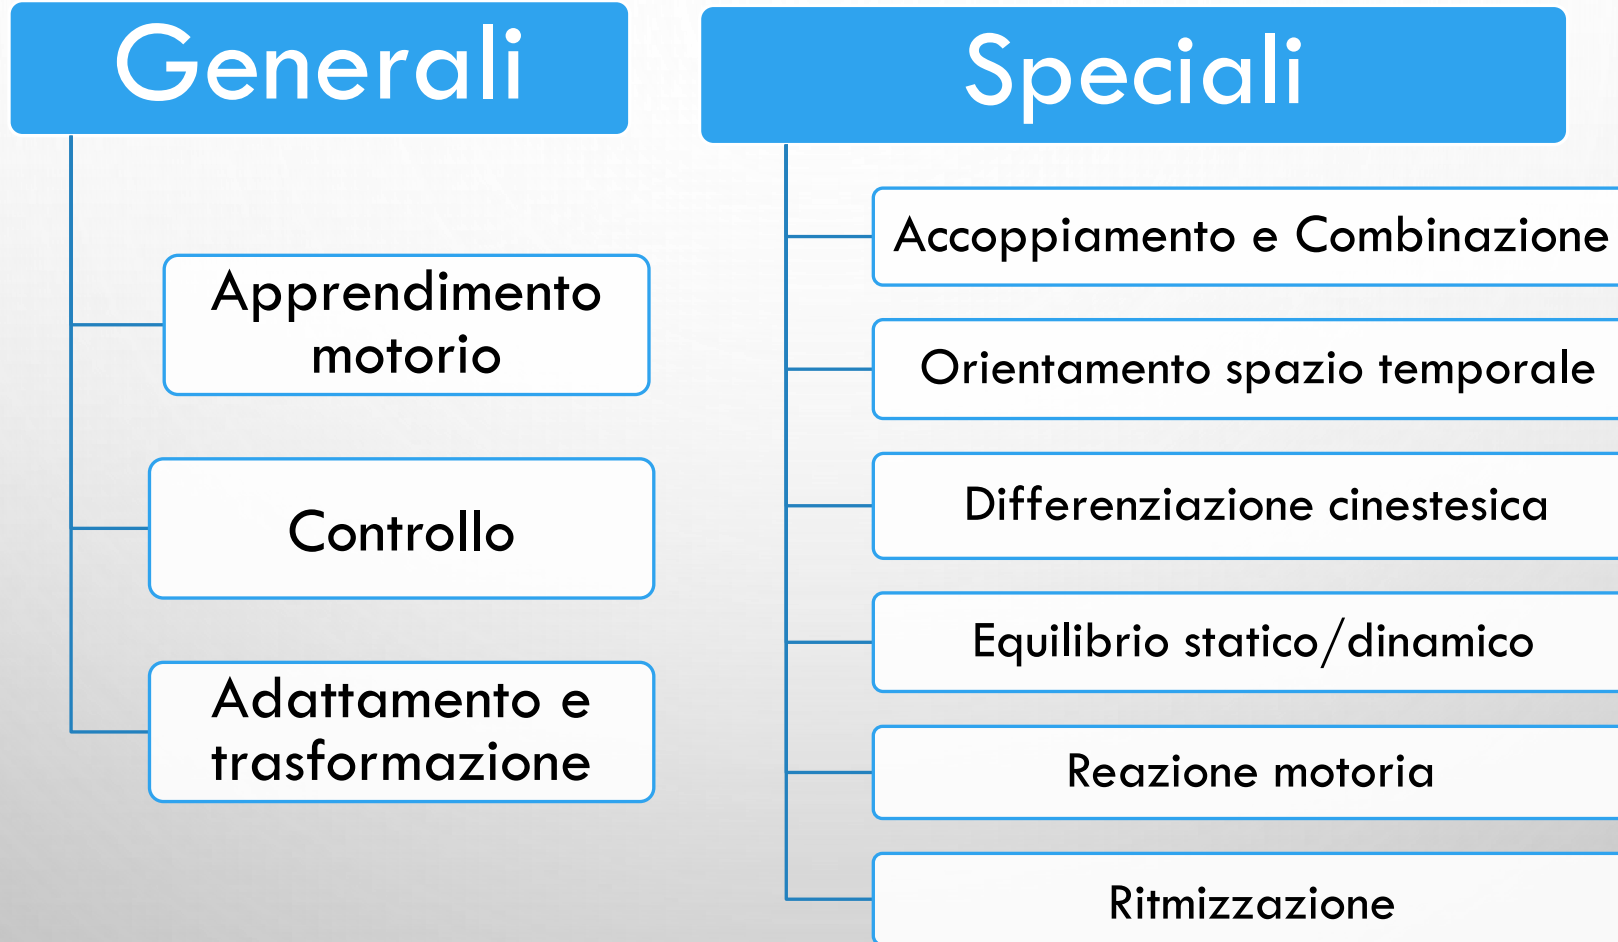 Generali
Apprendimento
motorio
Controllo
Adattamento e
trasformazione
Speciali
Accoppiamento e Combinazione
Orientamento spazio temporale
Differenziazione cinestesica
Equilibrio statico/dinamico
Reazione motoria
Ritmizzazione